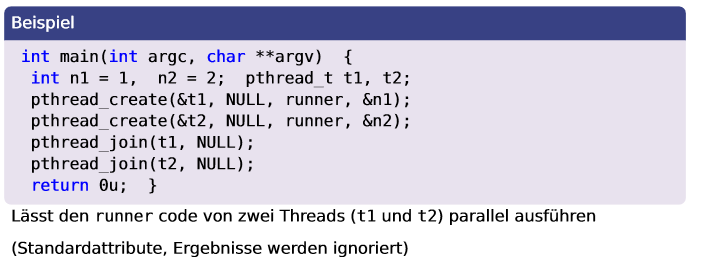 Beispiel
int main(int argc, char **argv)  {
int n1 = 1,  n2 = 2;  pthread_t t1, t2;
pthread_create(&t1, NULL, runner, &n1);
pthread_create(&t2, NULL, runner, &n2);
pthread_join(t1, NULL);
pthread_join(t2, NULL);
return 0u;  }
Lässt den runner code von zwei Threads (t1 und t2) parallel ausführen
(Standardattribute, Ergebnisse werden ignoriert)